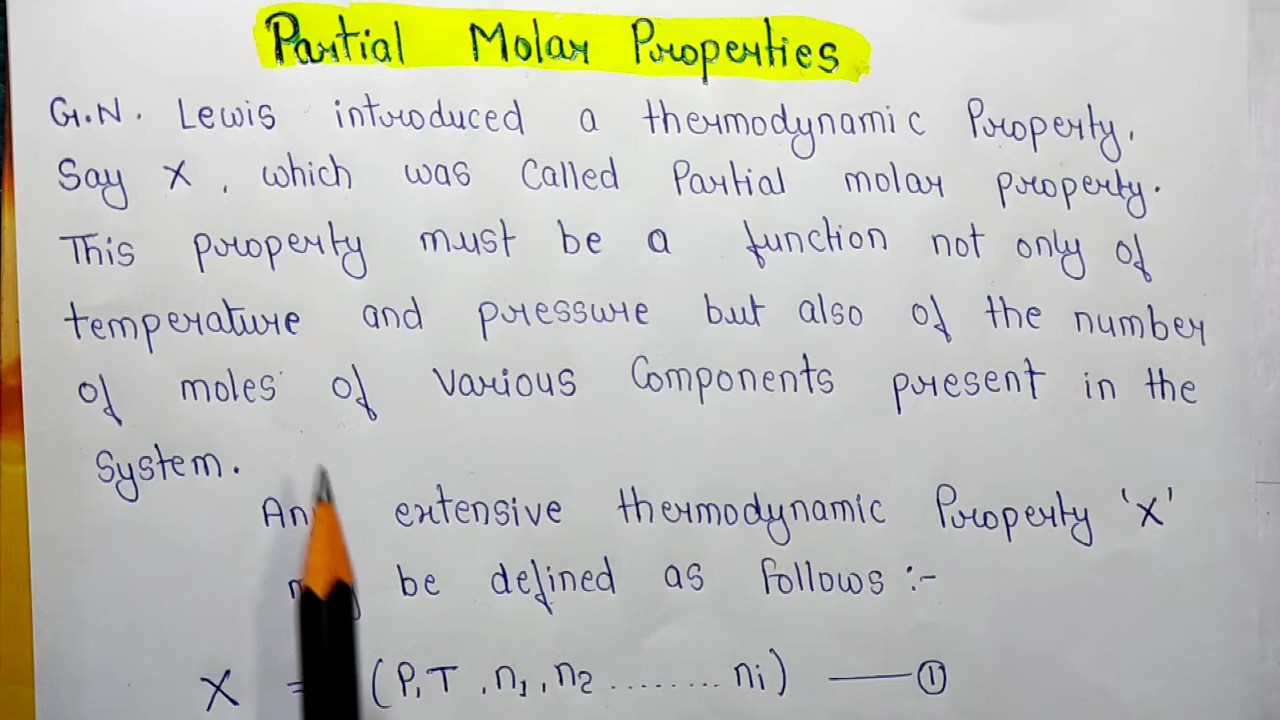 Partial Molar Properties
G.N. Lewis introduced a thermodynamic Property.
Say X, which was called Partial molar property.
This property must be a function not only of
temperature and pressure but also of the number
of moles of various Components present in the
System.
extensive thermodynamic Property 'X'
be defined as follows :-
X = (P, T, n₁, n₂ ........ ni) —— ①